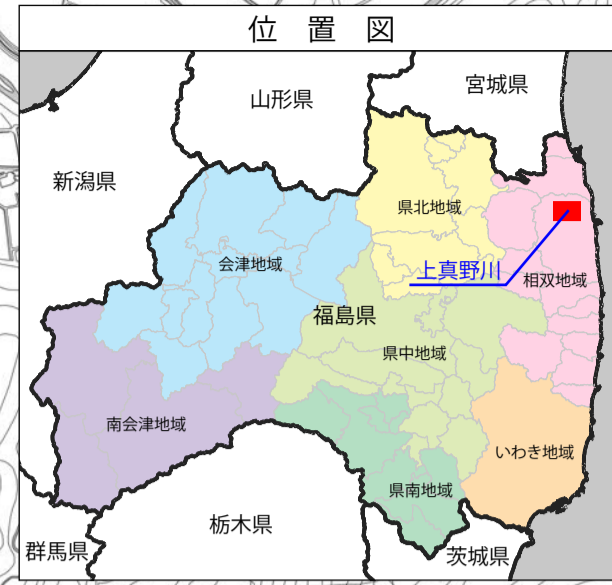 位置図
宮城県
山形県
新潟県
県北地域
会津地域
上真野川
相双地域
福島県
県中地域
南会津地域
いわき地域
県南地域
栃木県
群馬県
茨城県